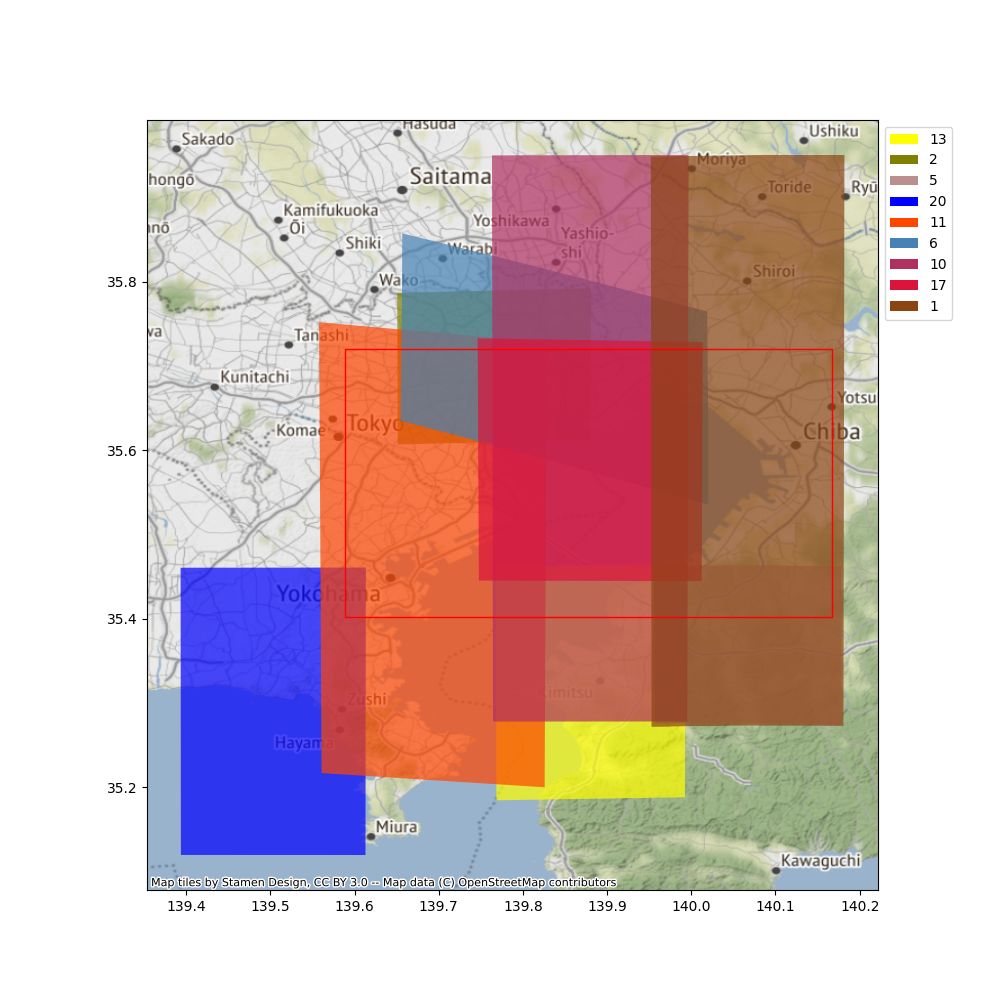 Hasuda
Ushiku
Sakado
Moriya
Saitama
hongō
Toride
Ryū
Kamifukuoka
Yoshikawa
Ōi
nnō
Yashio-
shi
Shiki
Warabi
Shiroi
Wako
wa
Tanashi
Kunitachi
Yotsu
Tokyo
Komae
Chiba
Yokohama
Kimitsu
Zushi
Hayama
Miura
Kawaguchi
Map tiles by Stamen Design, CC BY 3.0 -- Map data (C) OpenStreetMap contributors
35.8
35.6
35.4
35.2
139.4 139.5 139.6 139.7 139.8 139.9 140.0 140.1 140.2
13
2
5
20
11
6
10
17
1